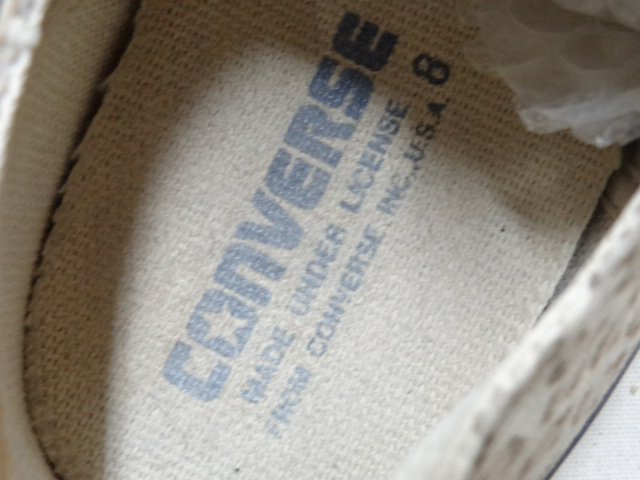 CONVERSE
MADE UNDER LICENSE 8
FROM CONVERSE INC., U.S.A.